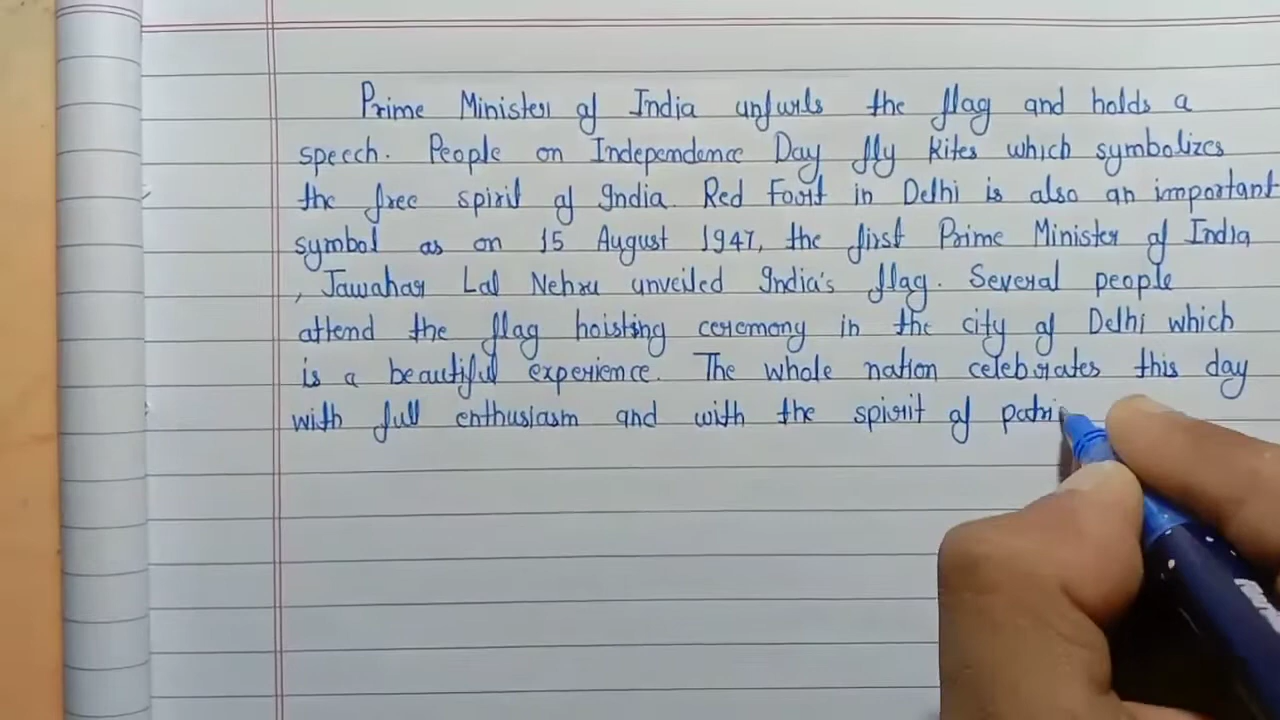 Prime Minister of India unfurls the flag and holds a
speech. People on Independence Day fly kites which symbolizes
the free spirit of India. Red Fort in Delhi is also an important
symbol as on 15 August 1947, the first Prime Minister of India
, Jawahar Lal Nehru unveiled India's flag. Several people
attend the flag hoisting ceremony in the city of Delhi which
is a beautiful experience. The whole nation celebrates this day
with full enthusiasm and with the spirit of patri